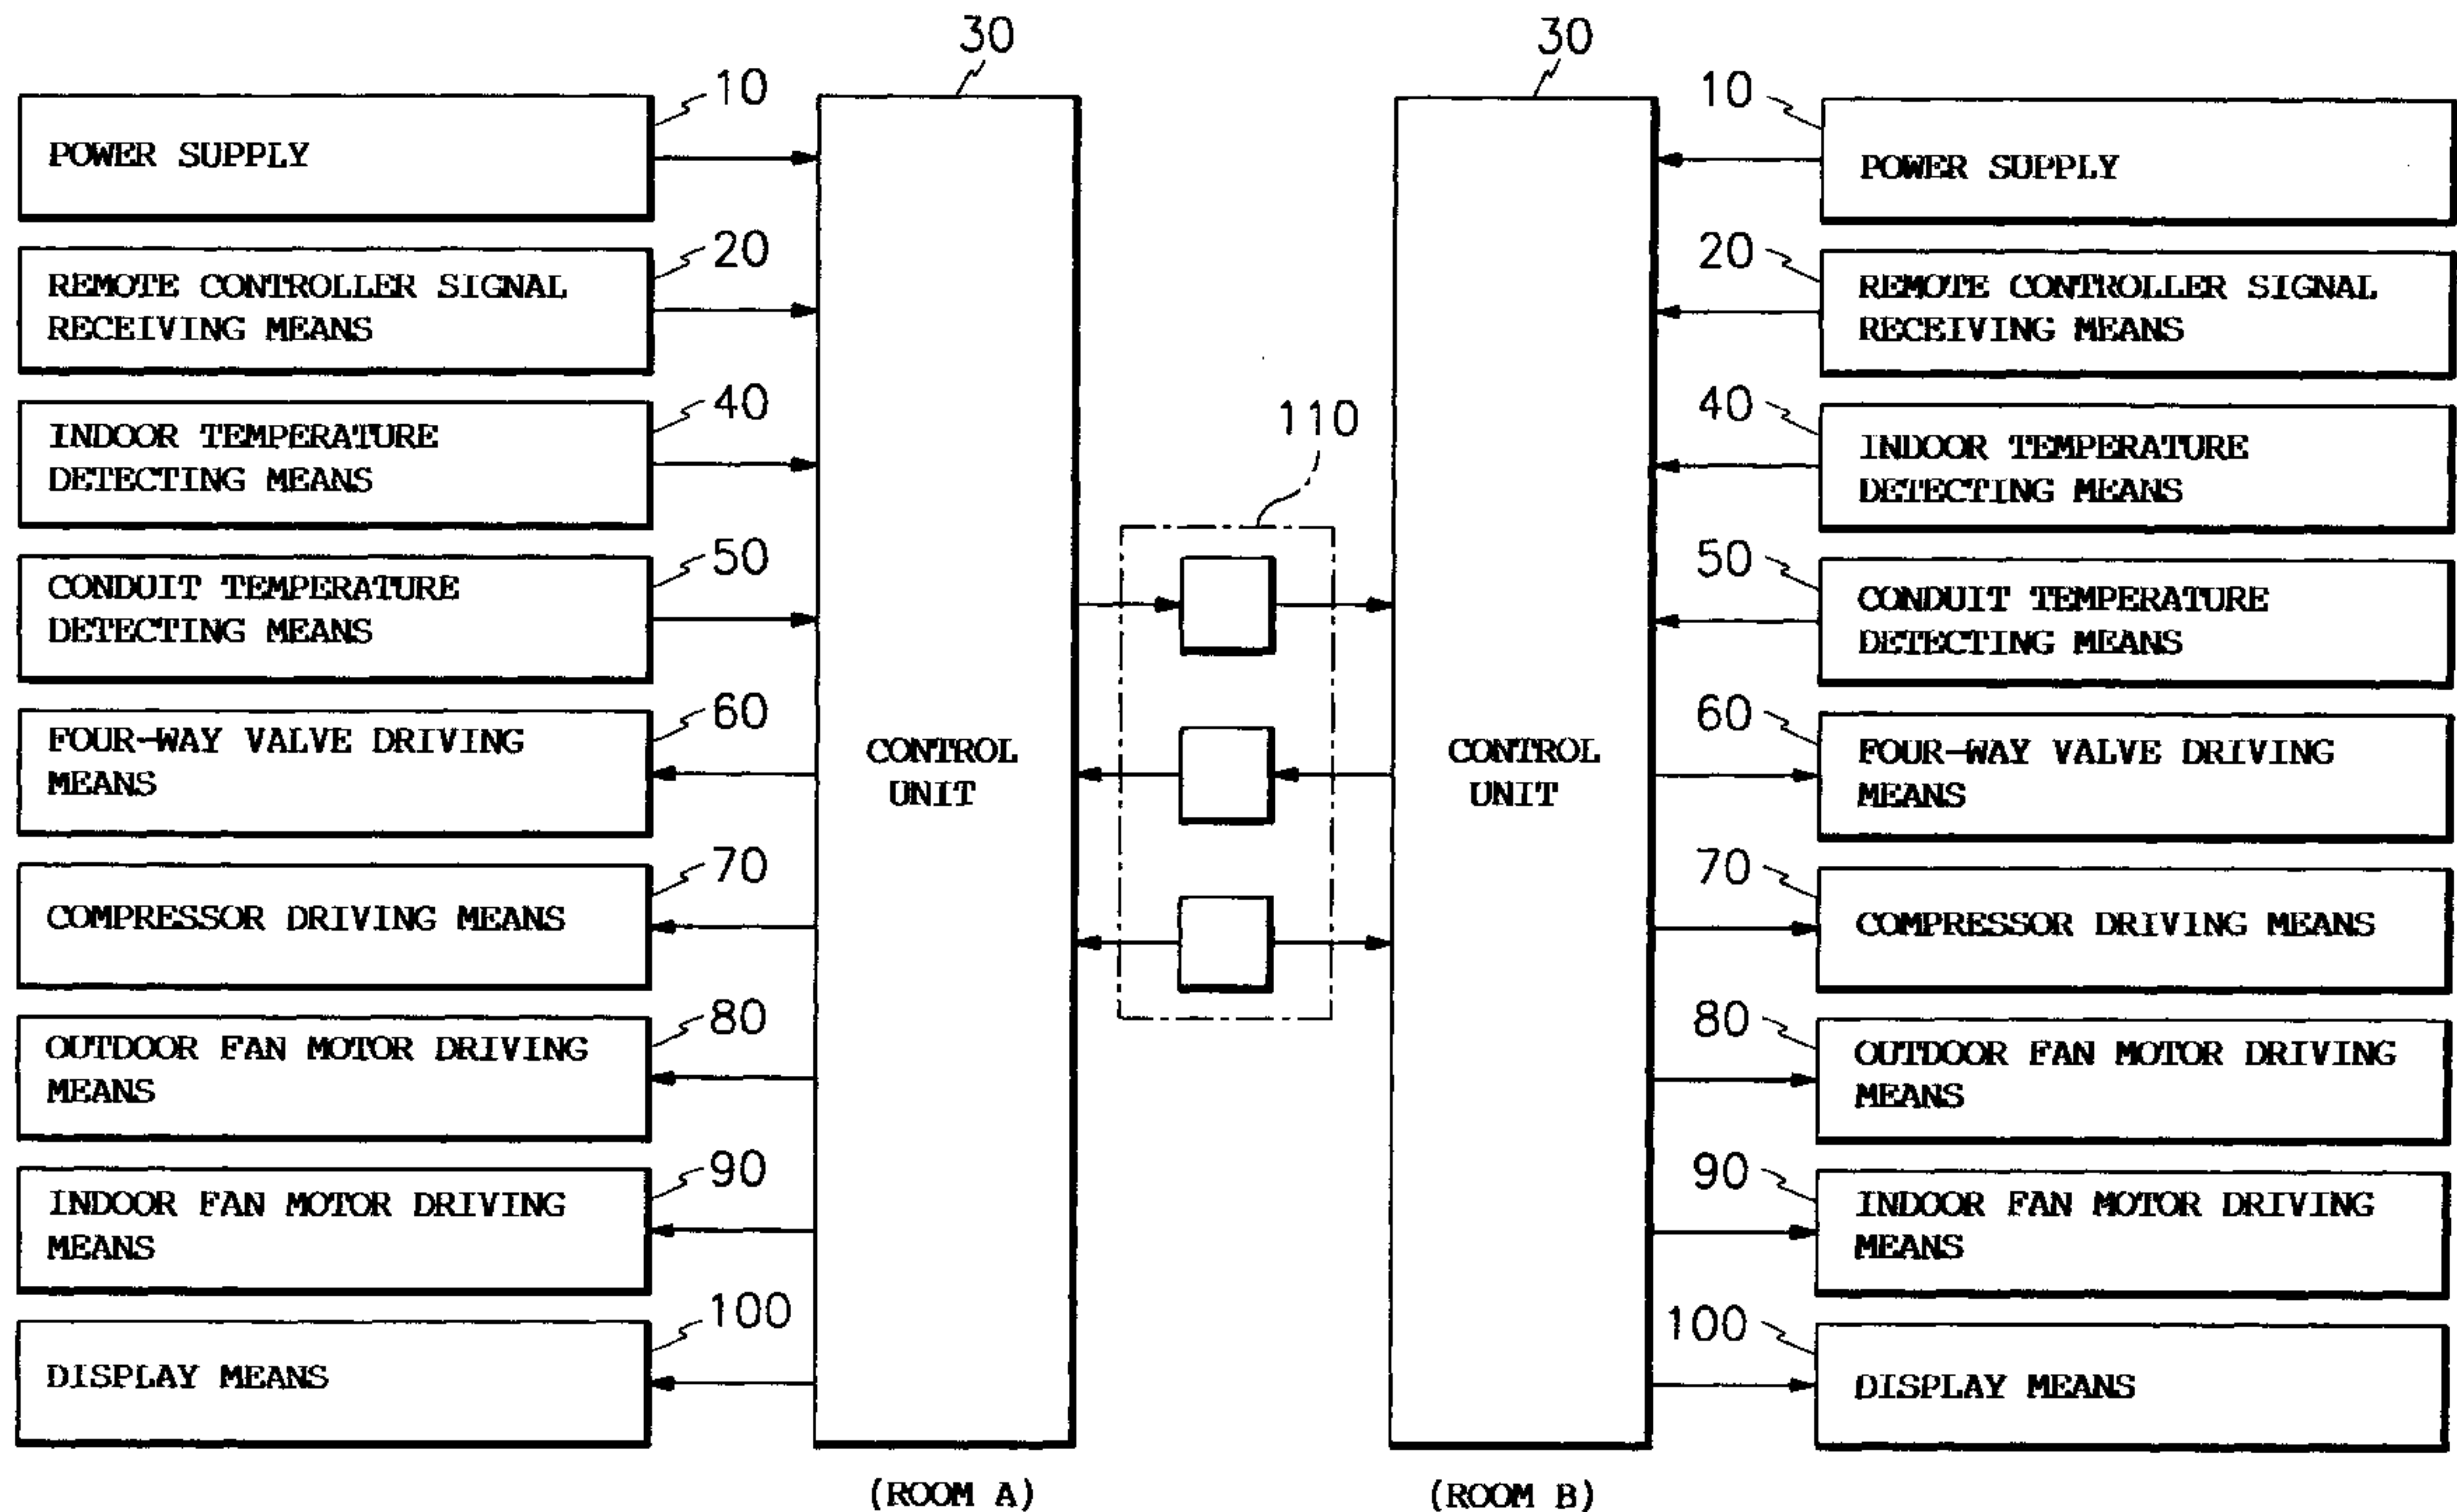 30
30
10
POWER SUPPLY
20
REMOTE CONTROLLER SIGNAL
RECEIVING MEANS
40
INDOOR TEMPERATURE
DETECTING MEANS
50
CONDUIT TEMPERATURE
DETECTING MEANS
60
FOUR-WAY VALVE DRIVING
MEANS
70
COMPRESSOR DRIVING MEANS
80
OUTDOOR FAN MOTOR DRIVING
MEANS
90
INDOOR FAN MOTOR DRIVING
MEANS
100
DISPLAY MEANS
CONTROL
UNIT
(ROOM A)
110
CONTROL
UNIT
(ROOM B)
10
POWER SUPPLY
20
REMOTE CONTROLLER SIGNAL
RECEIVING MEANS
40
INDOOR TEMPERATURE
DETECTING MEANS
50
CONDUIT TEMPERATURE
DETECTING MEANS
60
FOUR-WAY VALVE DRIVING
MEANS
70
COMPRESSOR DRIVING MEANS
80
OUTDOOR FAN MOTOR DRIVING
MEANS
90
INDOOR FAN MOTOR DRIVING
MEANS
100
DISPLAY MEANS